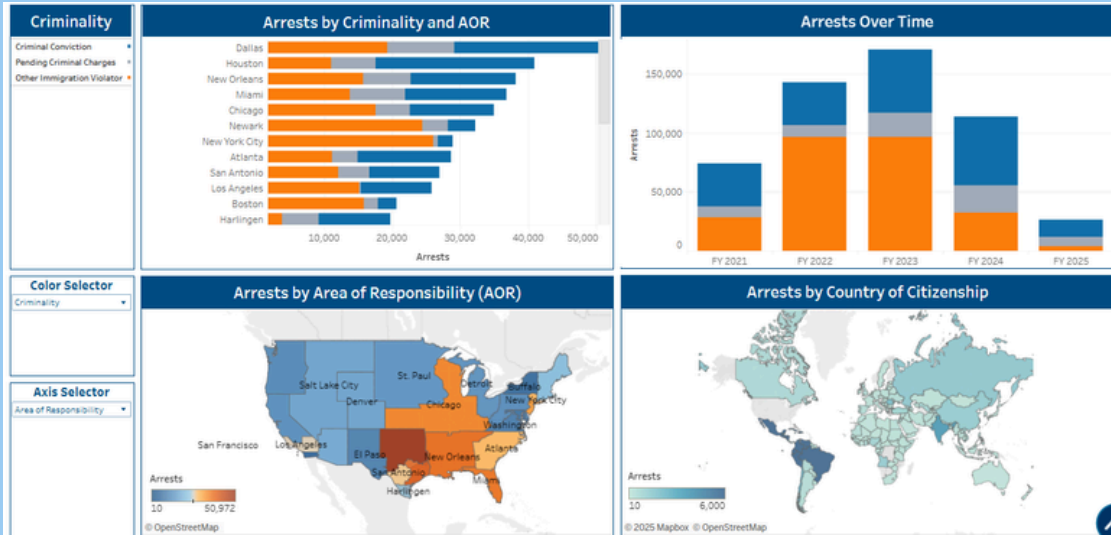 Criminality
Criminal Conviction
Pending Criminal Charges
Other Immigration Violator
Arrests by Criminality and AOR
Dallas
Houston
New Orleans
Miami
Chicago
Newark
New York City
Atlanta
San Antonio
Los Angeles
Boston
Harlingen
10,000 20,000 30,000 40,000 50,000
Arrests
Arrests Over Time
150,000
100,000
50,000
0
Arrests
FY 2021 FY 2022 FY 2023 FY 2024 FY 2025
Color Selector
Criminality
Axis Selector
Area of Responsibility
Arrests by Area of Responsibility (AOR)
Salt Lake City
St. Paul
Detroit
Buffalo
Denver
Chicago
New York City
Washington
San Francisco
Los Angeles
El Paso
New Orleans
Atlanta
San Antonio
Miami
Harlingen
Arrests
10 50,972
© OpenStreetMap
Arrests by Country of Citizenship
Arrests
10 6,000
© 2025 Mapbox © OpenStreetMap